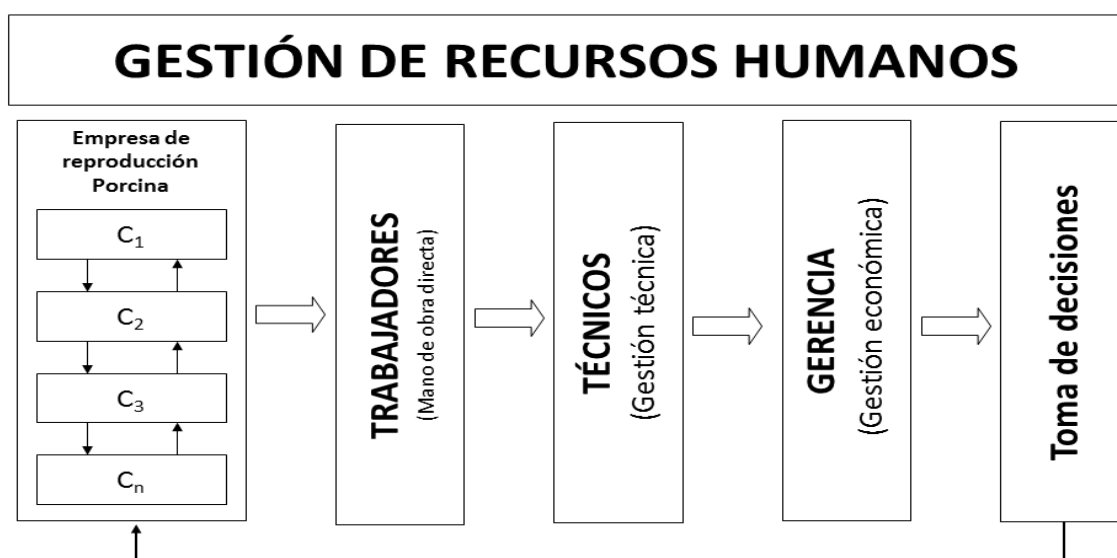 GESTIÓN DE RECURSOS HUMANOS
Empresa de
reproducción
Porcina
C₁
C₂
C₃
Cₙ
TRABAJADORES
(Mano de obra directa)
TÉCNICOS
(Gestión técnica)
GERENCIA
(Gestión económica)
Toma de decisiones